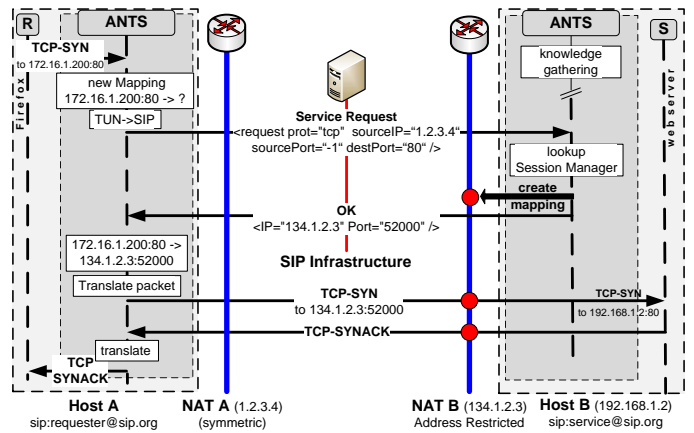 R
ANTS
ANTS
S
TCP-SYN
to 172.16.1.200:80
Firefox
new Mapping
172.16.1.200:80 -> ?
TUN->SIP
knowledge
gathering
webserver
Service Request
<request prot="tcp" sourceIP="1.2.3.4“
sourcePort=“-1" destPort=“80" />
lookup
Session Manager
create
mapping
OK
<IP="134.1.2.3" Port="52000" />
172.16.1.200:80 ->
134.1.2.3:52000
SIP Infrastructure
Translate packet
TCP-SYN
to 134.1.2.3:52000
TCP-SYN
to 192.168.1.2:80
TCP-SYNACK
translate
TCP
SYNACK
Host A
sip:requester@sip.org
NAT A (1.2.3.4)
(symmetric)
NAT B (134.1.2.3)
Address Restricted
Host B (192.168.1.2)
sip:service@sip.org